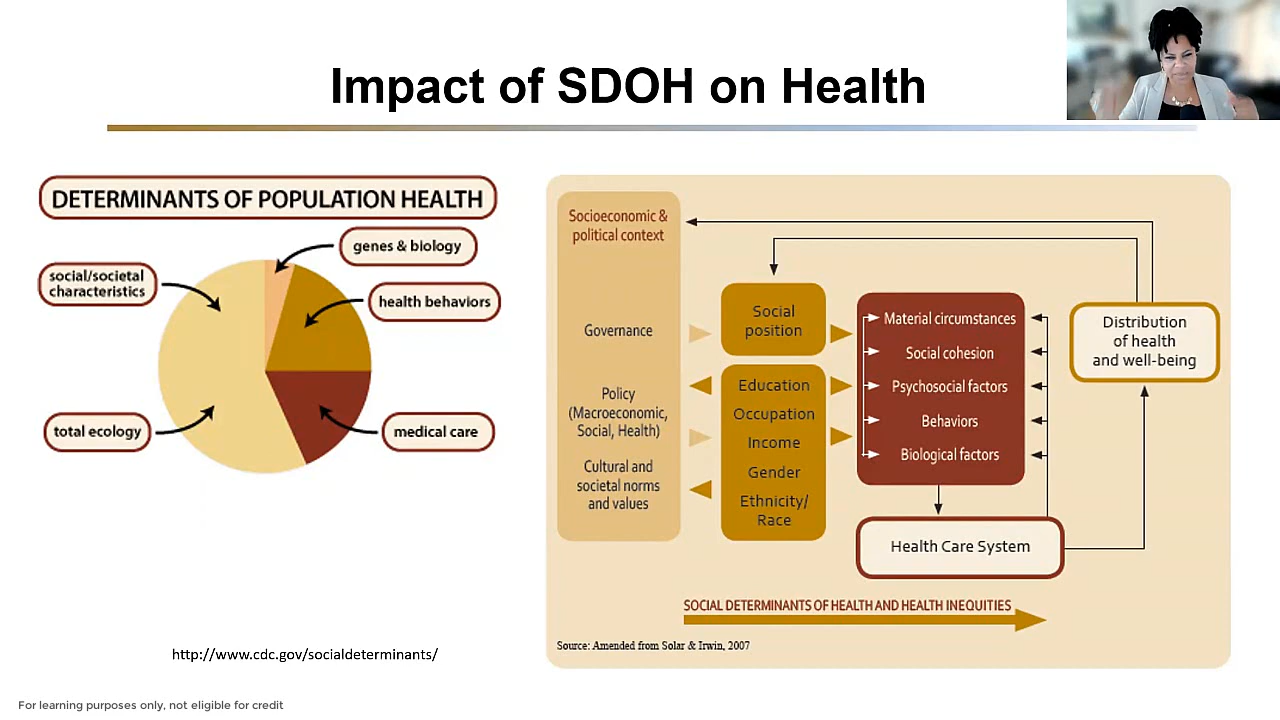 Impact of SDOH on Health
DETERMINANTS OF POPULATION HEALTH
genes & biology
social/societal
characteristics
health behaviors
total ecology
medical care
http://www.cdc.gov/socialdeterminants/
Socioeconomic &
political context
Governance
Policy
(Macroeconomic,
Social, Health)
Cultural and
societal norms
and values
Social
position
Education
Occupation
Income
Gender
Ethnicity/
Race
Material circumstances
Social cohesion
Psychosocial factors
Behaviors
Biological factors
Distribution
of health
and well-being
Health Care System
SOCIAL DETERMINANTS OF HEALTH AND HEALTH INEQUITIES
Source: Amended from Solar & Irwin, 2007
For learning purposes only, not eligible for credit